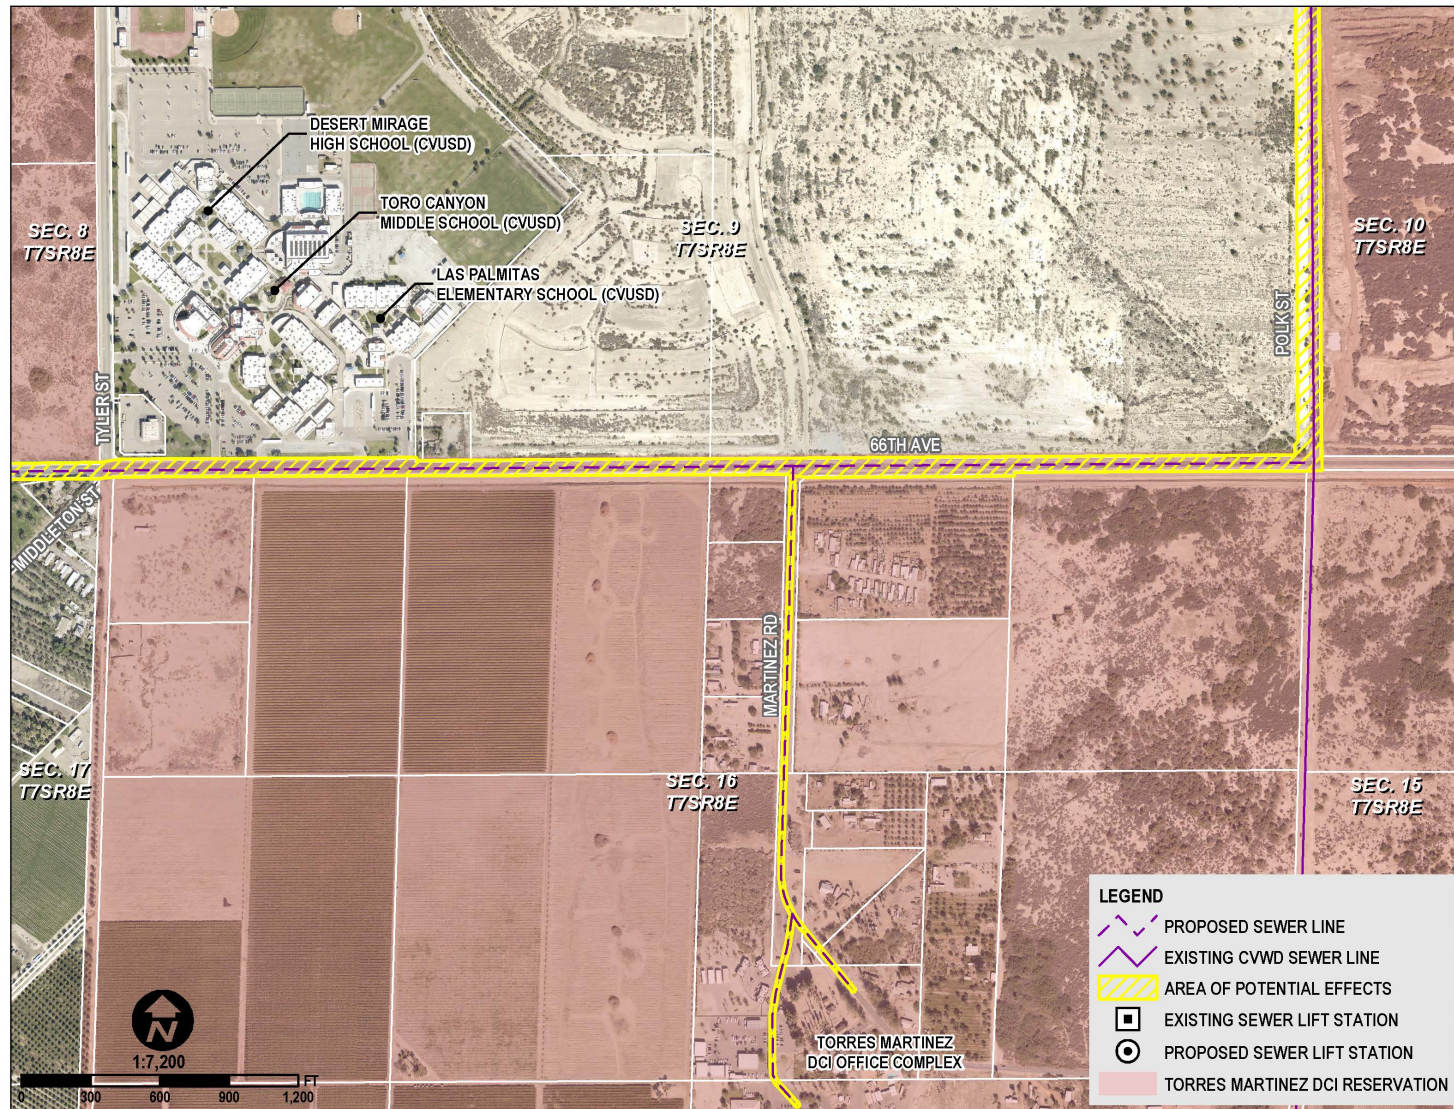 DESERT MIRAGE
HIGH SCHOOL (CVUSD)
TORO CANYON
MIDDLE SCHOOL (CVUSD)
LAS PALMITAS
ELEMENTARY SCHOOL (CVUSD)
SEC. 8
T7SR8E
SEC. 9
T7SR8E
SEC. 10
T7SR8E
POLK ST
TYLER ST
66TH AVE
MIDDLETON ST
MARTINEZ RD
SEC. 17
T7SR8E
SEC. 16
T7SR8E
SEC. 15
T7SR8E
TORRES MARTINEZ
DCI OFFICE COMPLEX
N
1:7,200
FT
0 300 600 900 1,200
LEGEND
PROPOSED SEWER LINE
EXISTING CVWD SEWER LINE
AREA OF POTENTIAL EFFECTS
EXISTING SEWER LIFT STATION
PROPOSED SEWER LIFT STATION
TORRES MARTINEZ DCI RESERVATION